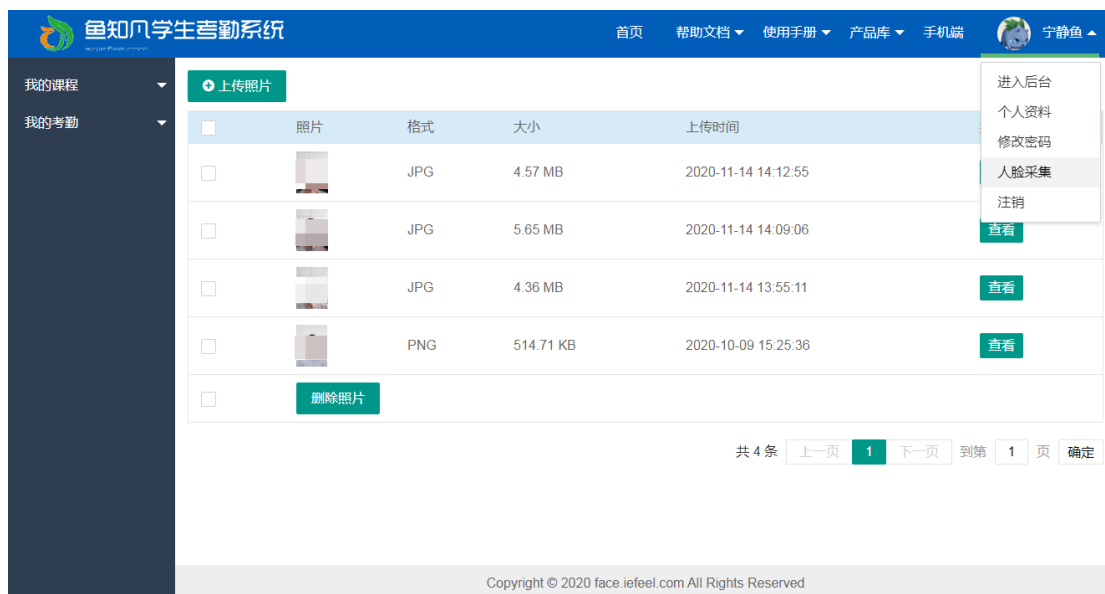 鱼知凡学生考勤系统
首页 帮助文档 使用手册 产品库 手机端 宁静鱼
我的课程
我的考勤
上传照片
进入后台
个人资料
修改密码
人脸采集
注销
照片 格式 大小 上传时间
JPG 4.57 MB 2020-11-14 14:12:55
JPG 5.65 MB 2020-11-14 14:09:06 查看
JPG 4.36 MB 2020-11-14 13:55:11 查看
PNG 514.71 KB 2020-10-09 15:25:36 查看
删除照片
共 4 条 上一页 1 下一页 到第 1 页 确定
Copyright © 2020 face.iefeel.com All Rights Reserved